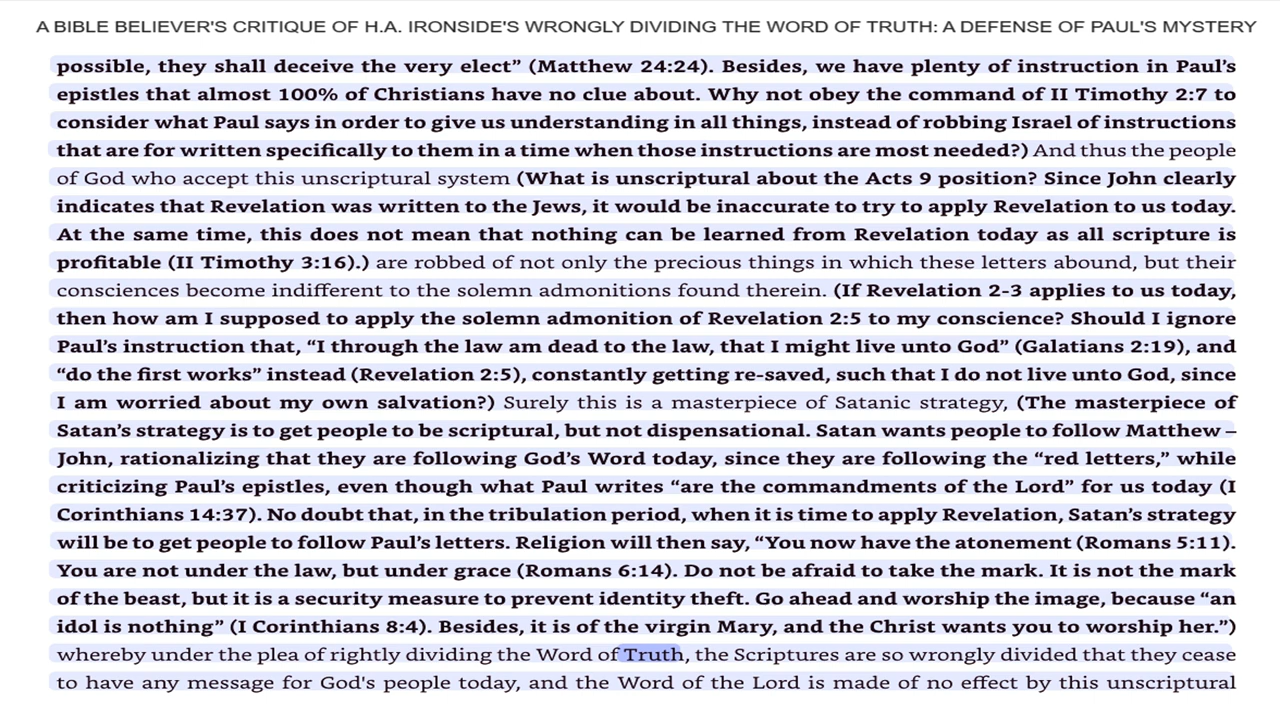 A BIBLE BELIEVER'S CRITIQUE OF H.A. IRONSIDE'S WRONGLY DIVIDING THE WORD OF TRUTH: A DEFENSE OF PAUL'S MYSTERY
possible, they shall deceive the very elect” (Matthew 24:24). Besides, we have plenty of instruction in Paul’s
epistles that almost 100% of Christians have no clue about. Why not obey the command of II Timothy 2:7 to
consider what Paul says in order to give us understanding in all things, instead of robbing Israel of instructions
that are for written specifically to them in a time when those instructions are most needed?) And thus the people
of God who accept this unscriptural system (What is unscriptural about the Acts 9 position? Since John clearly
indicates that Revelation was written to the Jews, it would be inaccurate to try to apply Revelation to us today.
At the same time, this does not mean that nothing can be learned from Revelation today as all scripture is
profitable (II Timothy 3:16).) are robbed of not only the precious things in which these letters abound, but their
consciences become indifferent to the solemn admonitions found therein. (If Revelation 2-3 applies to us today,
then how am I supposed to apply the solemn admonition of Revelation 2:5 to my conscience? Should I ignore
Paul’s instruction that, “I through the law am dead to the law, that I might live unto God” (Galatians 2:19), and
“do the first works” instead (Revelation 2:5), constantly getting re-saved, such that I do not live unto God, since
I am worried about my own salvation?) Surely this is a masterpiece of Satanic strategy, (The masterpiece of
Satan’s strategy is to get people to be scriptural, but not dispensational. Satan wants people to follow Matthew –
John, rationalizing that they are following God’s Word today, since they are following the “red letters,” while
criticizing Paul’s epistles, even though what Paul writes “are the commandments of the Lord” for us today (I
Corinthians 14:37). No doubt that, in the tribulation period, when it is time to apply Revelation, Satan’s strategy
will be to get people to follow Paul’s letters. Religion will then say, “You now have the atonement (Romans 5:11).
You are not under the law, but under grace (Romans 6:14). Do not be afraid to take the mark. It is not the mark
of the beast, but it is a security measure to prevent identity theft. Go ahead and worship the image, because “an
idol is nothing” (I Corinthians 8:4). Besides, it is of the virgin Mary, and the Christ wants you to worship her.”)
whereby under the plea of rightly dividing the Word of Truth, the Scriptures are so wrongly divided that they cease
to have any message for God's people today, and the Word of the Lord is made of no effect by this unscriptural